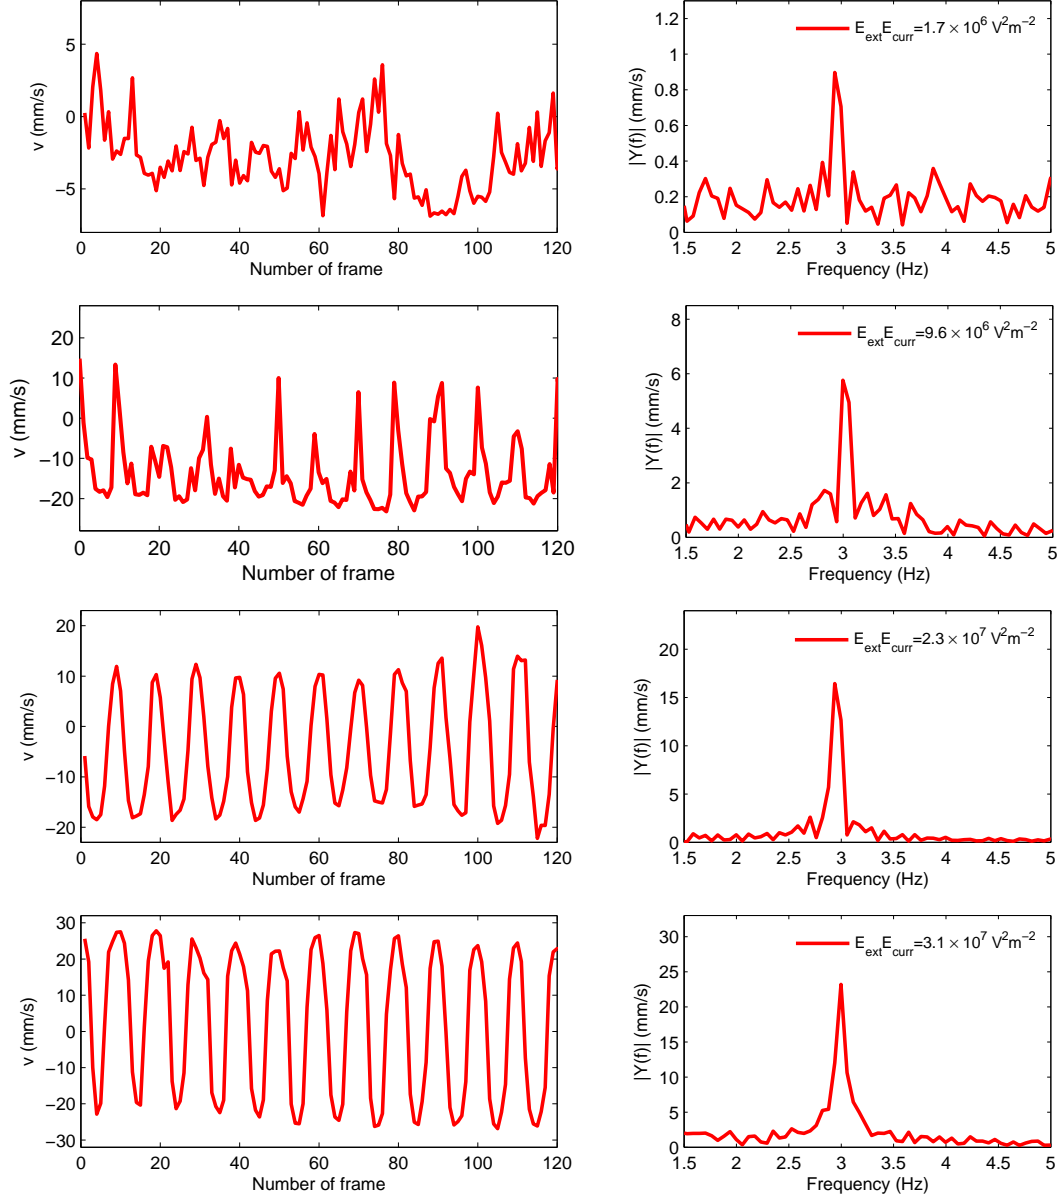 5
0
−5
0 20 40 60 80 100 120
Number of frame
v (mm/s)
1.2
1
0.8
0.6
0.4
0.2
0
1.5 2 2.5 3 3.5 4 4.5 5
Frequency (Hz)
|Y(f)| (mm/s)
E_ext E_curr=1.7 × 10^6 V^2m^−2
20
10
0
−10
−20
0 20 40 60 80 100 120
Number of frame
v (mm/s)
8
6
4
2
0
1.5 2 2.5 3 3.5 4 4.5 5
Frequency (Hz)
|Y(f)| (mm/s)
E_ext E_curr=9.6 × 10^6 V^2m^−2
20
10
0
−10
−20
0 20 40 60 80 100 120
Number of frame
v (mm/s)
20
15
10
5
0
1.5 2 2.5 3 3.5 4 4.5 5
Frequency (Hz)
|Y(f)| (mm/s)
E_ext E_curr=2.3 × 10^7 V^2m^−2
30
20
10
0
−10
−20
−30
0 20 40 60 80 100 120
Number of frame
v (mm/s)
30
25
20
15
10
5
0
1.5 2 2.5 3 3.5 4 4.5 5
Frequency (Hz)
|Y(f)| (mm/s)
E_ext E_curr=3.1 × 10^7 V^2m^−2